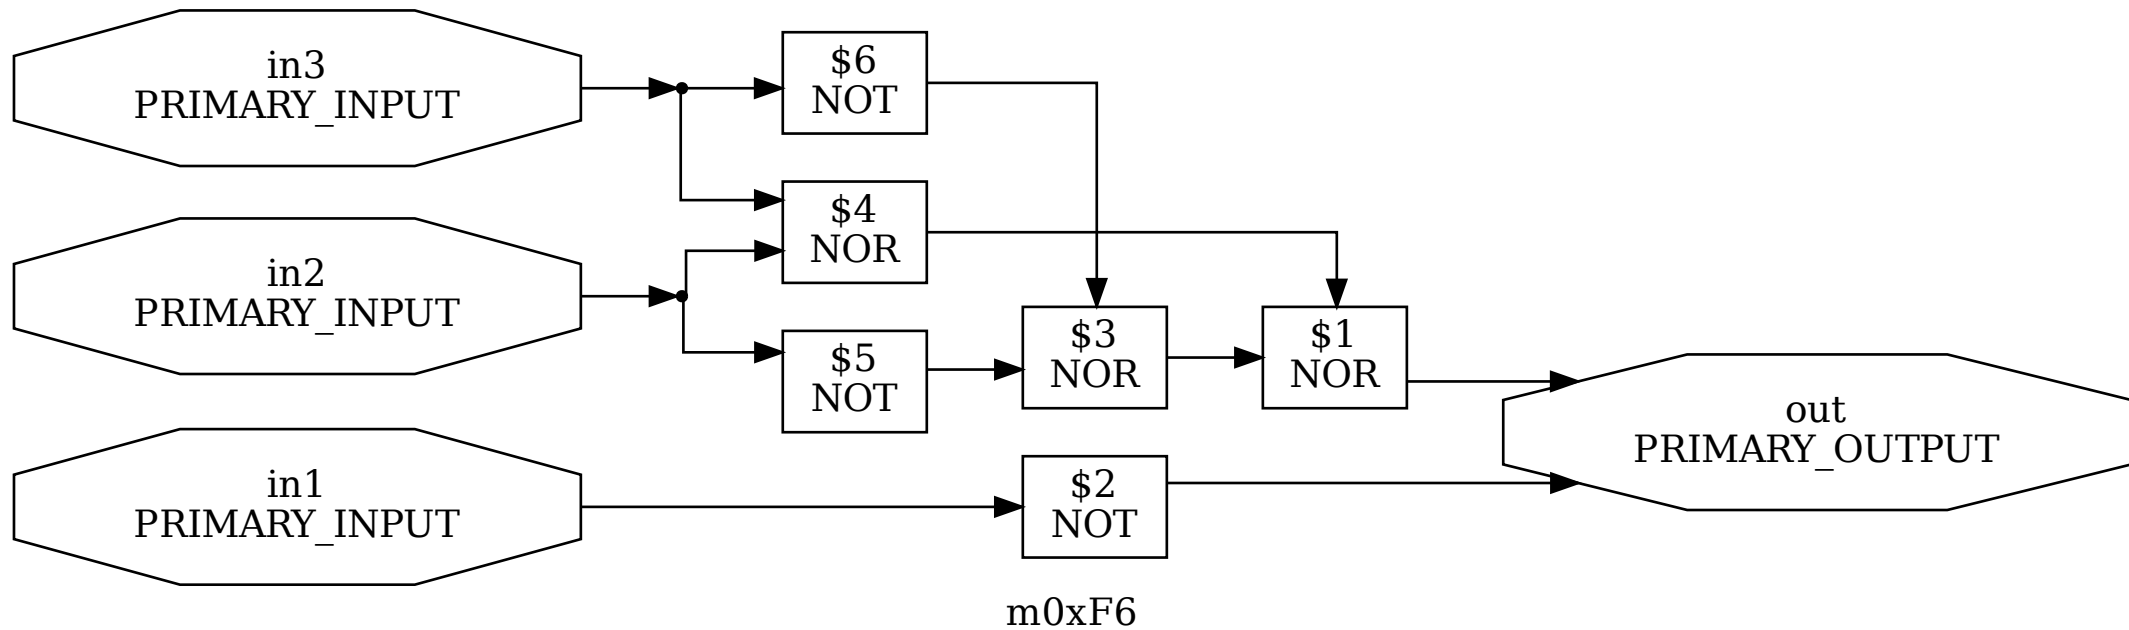 in3
PRIMARY_INPUT
$6
NOT
$4
NOR
in2
PRIMARY_INPUT
$5
NOT
$3
NOR
$1
NOR
out
PRIMARY_OUTPUT
in1
PRIMARY_INPUT
$2
NOT
m0xF6